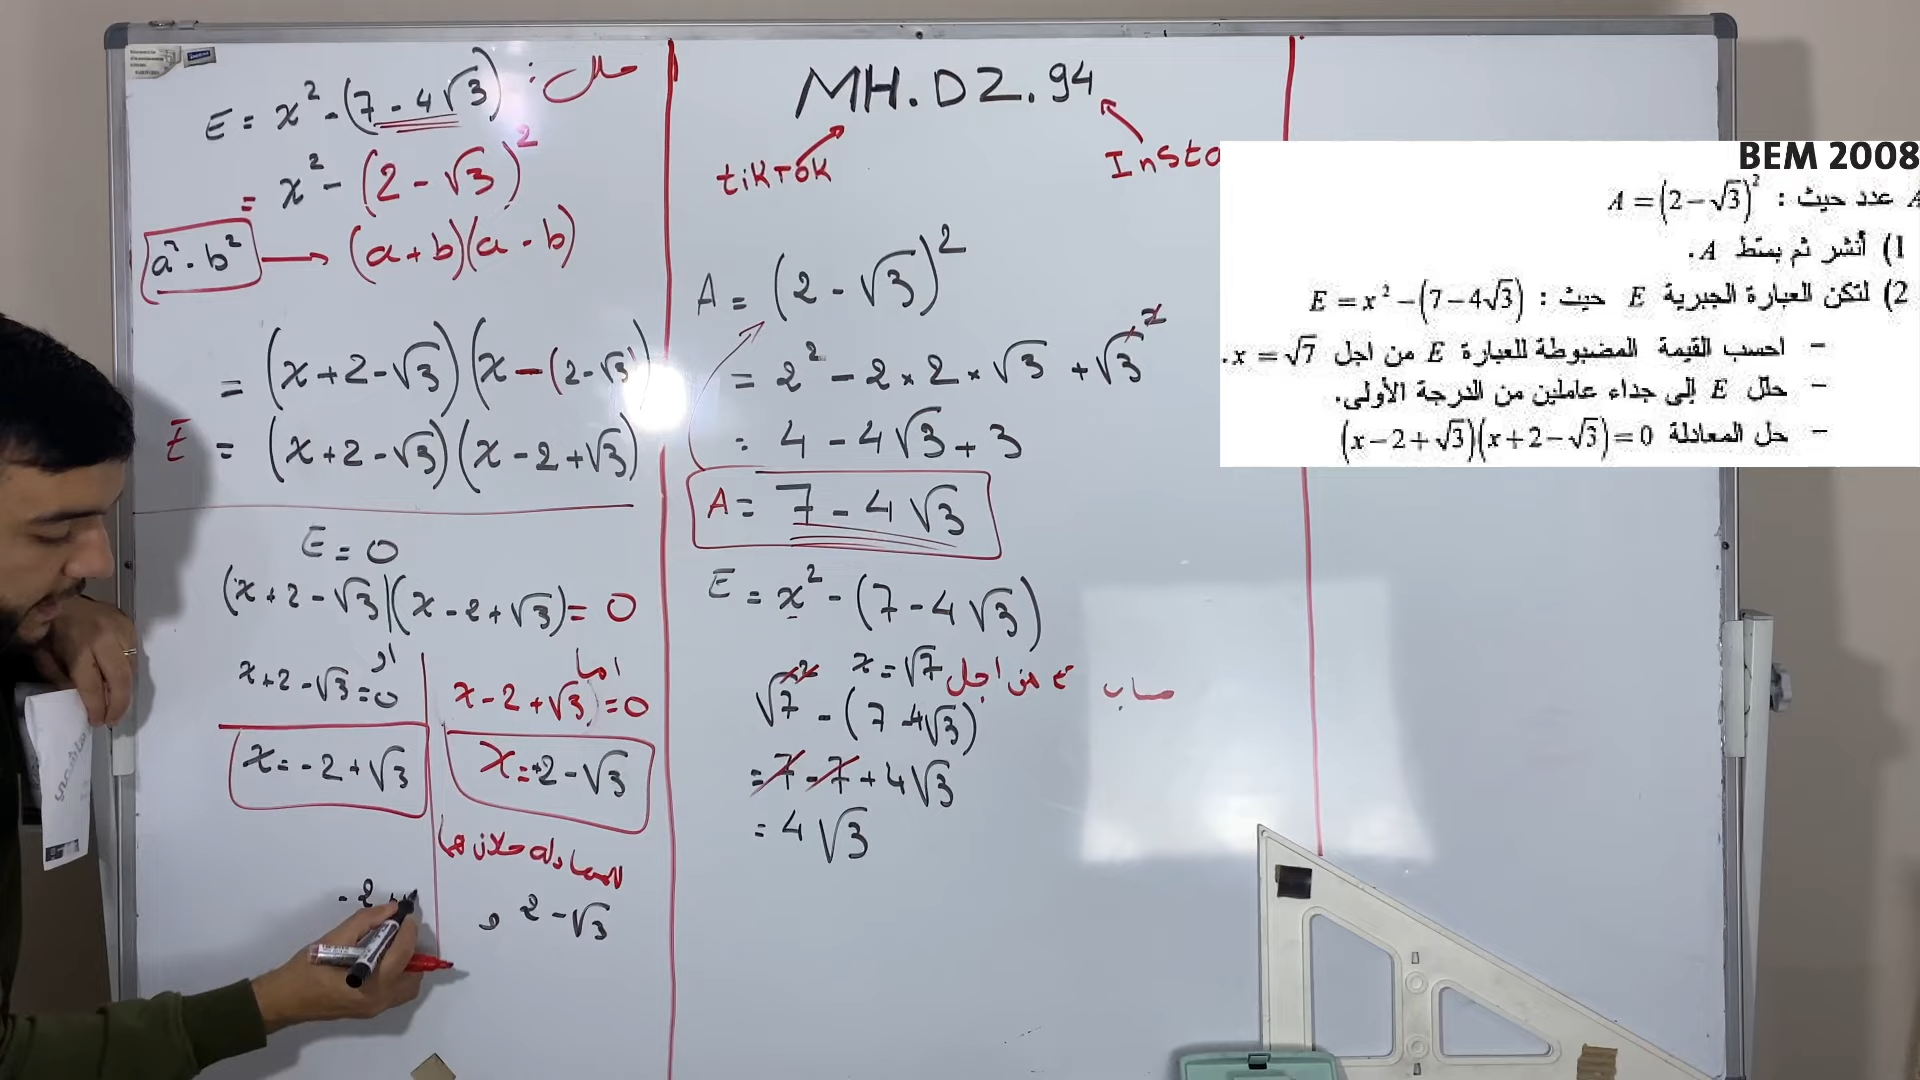 حلل :
E = x² - (7 - 4√3)
= x² - (2 - √3)²
a² - b² → (a + b)(a - b)
= (x + 2 - √3)(x - (2 - √3)
E = (x + 2 - √3)(x - 2 + √3)
E = 0
(x + 2 - √3)(x - 2 + √3) = 0
اما
x - 2 + √3 = 0
x = +2 - √3
او
x + 2 - √3 = 0
x = - 2 + √3
للمعادلة حلان هما
2 - √3 و
- 2
MH.DZ.94
tiKToK
Insta
A = (2 - √3)²
= 2² - 2 × 2 × √3 + √3²
= 4 - 4√3 + 3
A = 7 - 4√3
E = x² - (7 - 4√3)
حساب E من اجل x = √7
√7² - (7 - 4√3)
= 7 - 7 + 4√3
= 4√3
BEM 2008
A عدد حيث : A = (2 - √3)²
1) أنشر ثم بسّط A.
2) لتكن العبارة الجبرية E حيث : E = x² - (7 - 4√3)
- احسب القيمة المضبوطة للعبارة E من اجل x = √7.
- حلل E إلى جداء عاملين من الدرجة الأولى.
- حل المعادلة (x - 2 + √3)(x + 2 - √3) = 0